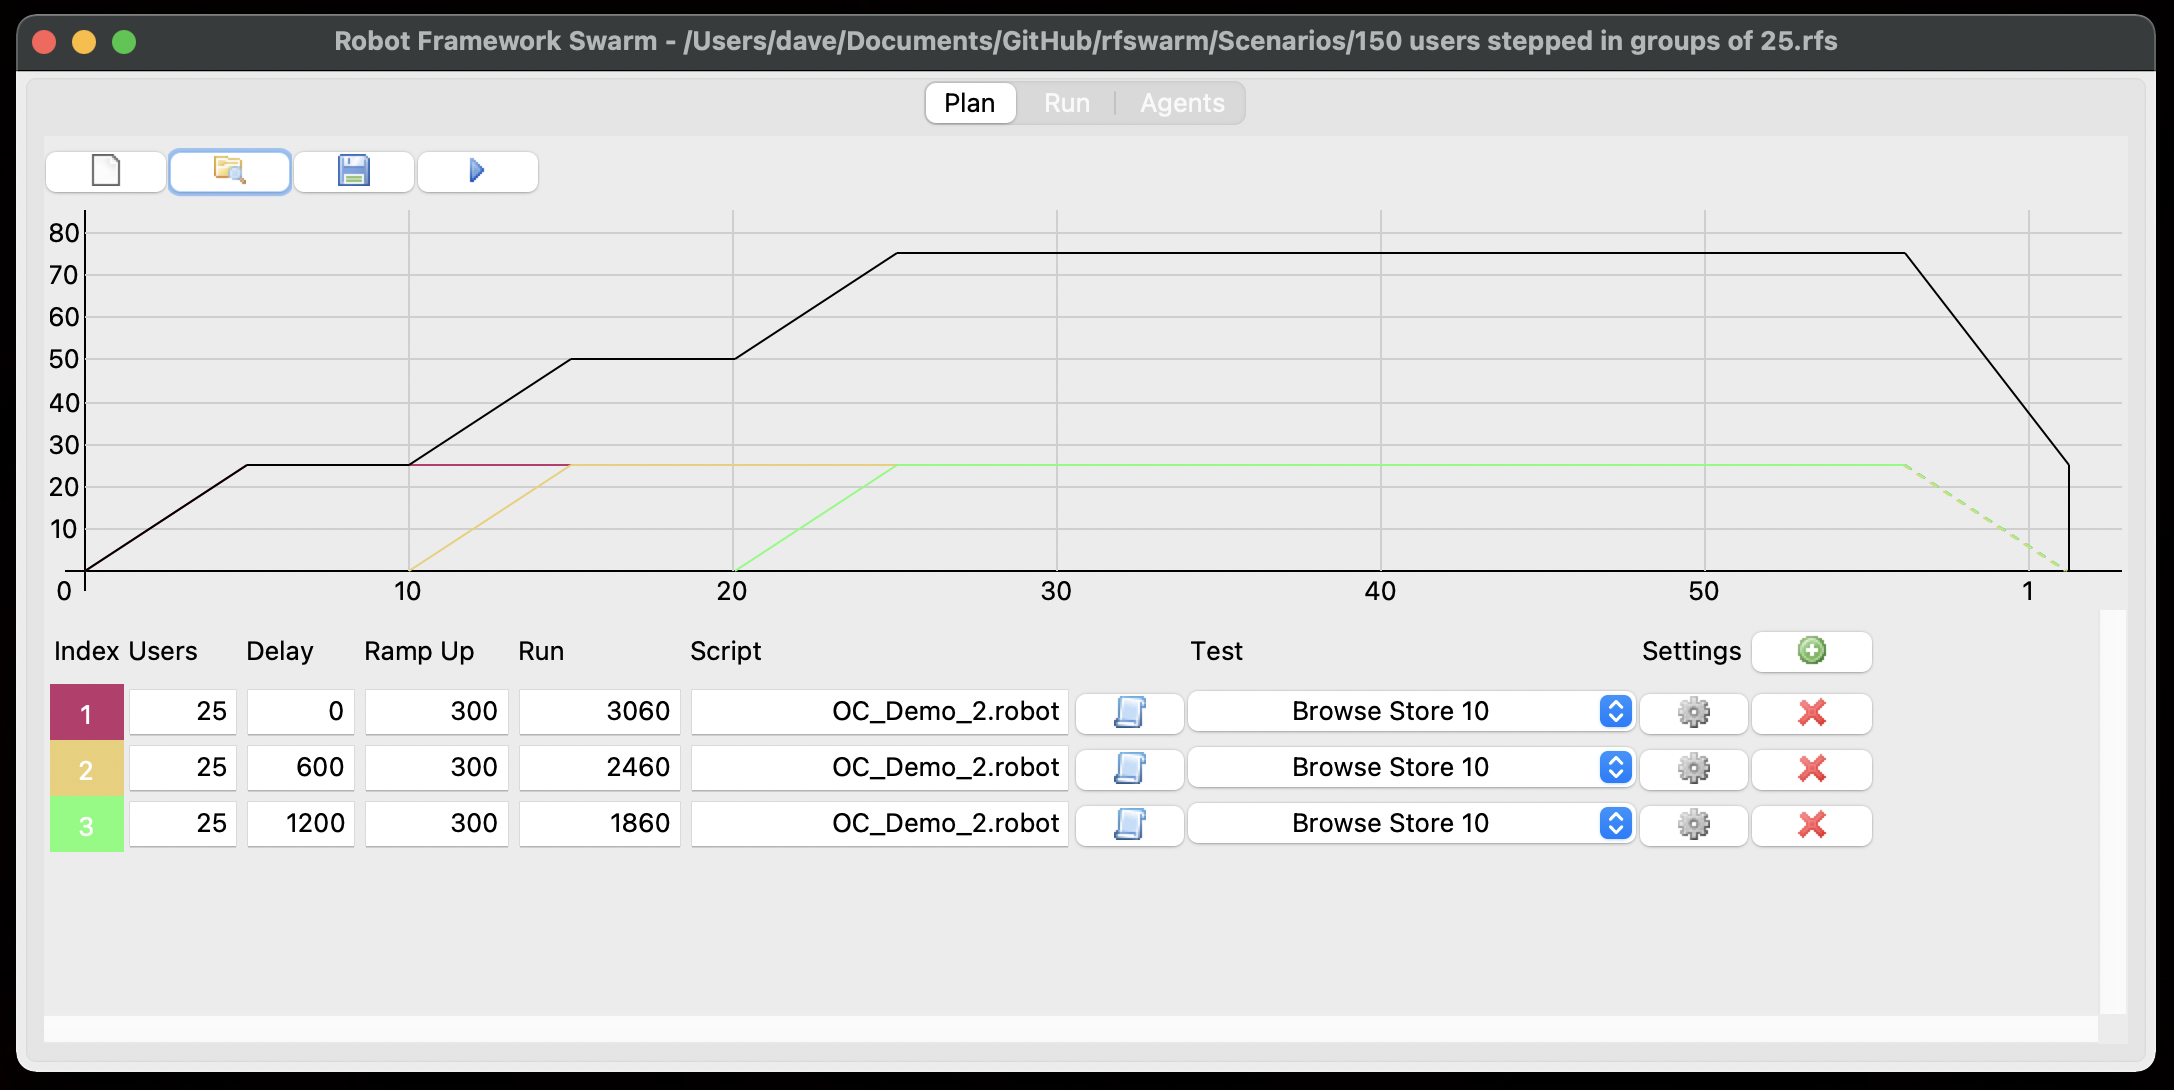 Robot Framework Swarm - /Users/dave/Documents/GitHub/rfswarm/Scenarios/150 users stepped in groups of 25.rfs
Plan Run Agents
80
70
60
50
40
30
20
10
0 10 20 30 40 50 1
Index Users Delay Ramp Up Run Script Test Settings
1 25 0 300 3060 OC_Demo_2.robot Browse Store 10
2 25 600 300 2460 OC_Demo_2.robot Browse Store 10
3 25 1200 300 1860 OC_Demo_2.robot Browse Store 10